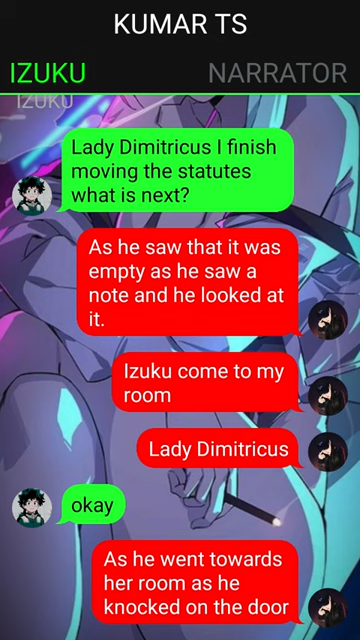 KUMAR TS
IZUKU NARRATOR
IZUKU
Lady Dimitricus I finish
moving the statutes
what is next?
As he saw that it was
empty as he saw a
note and he looked at
it.
Izuku come to my
room
Lady Dimitricus
okay
As he went towards
her room as he
knocked on the door